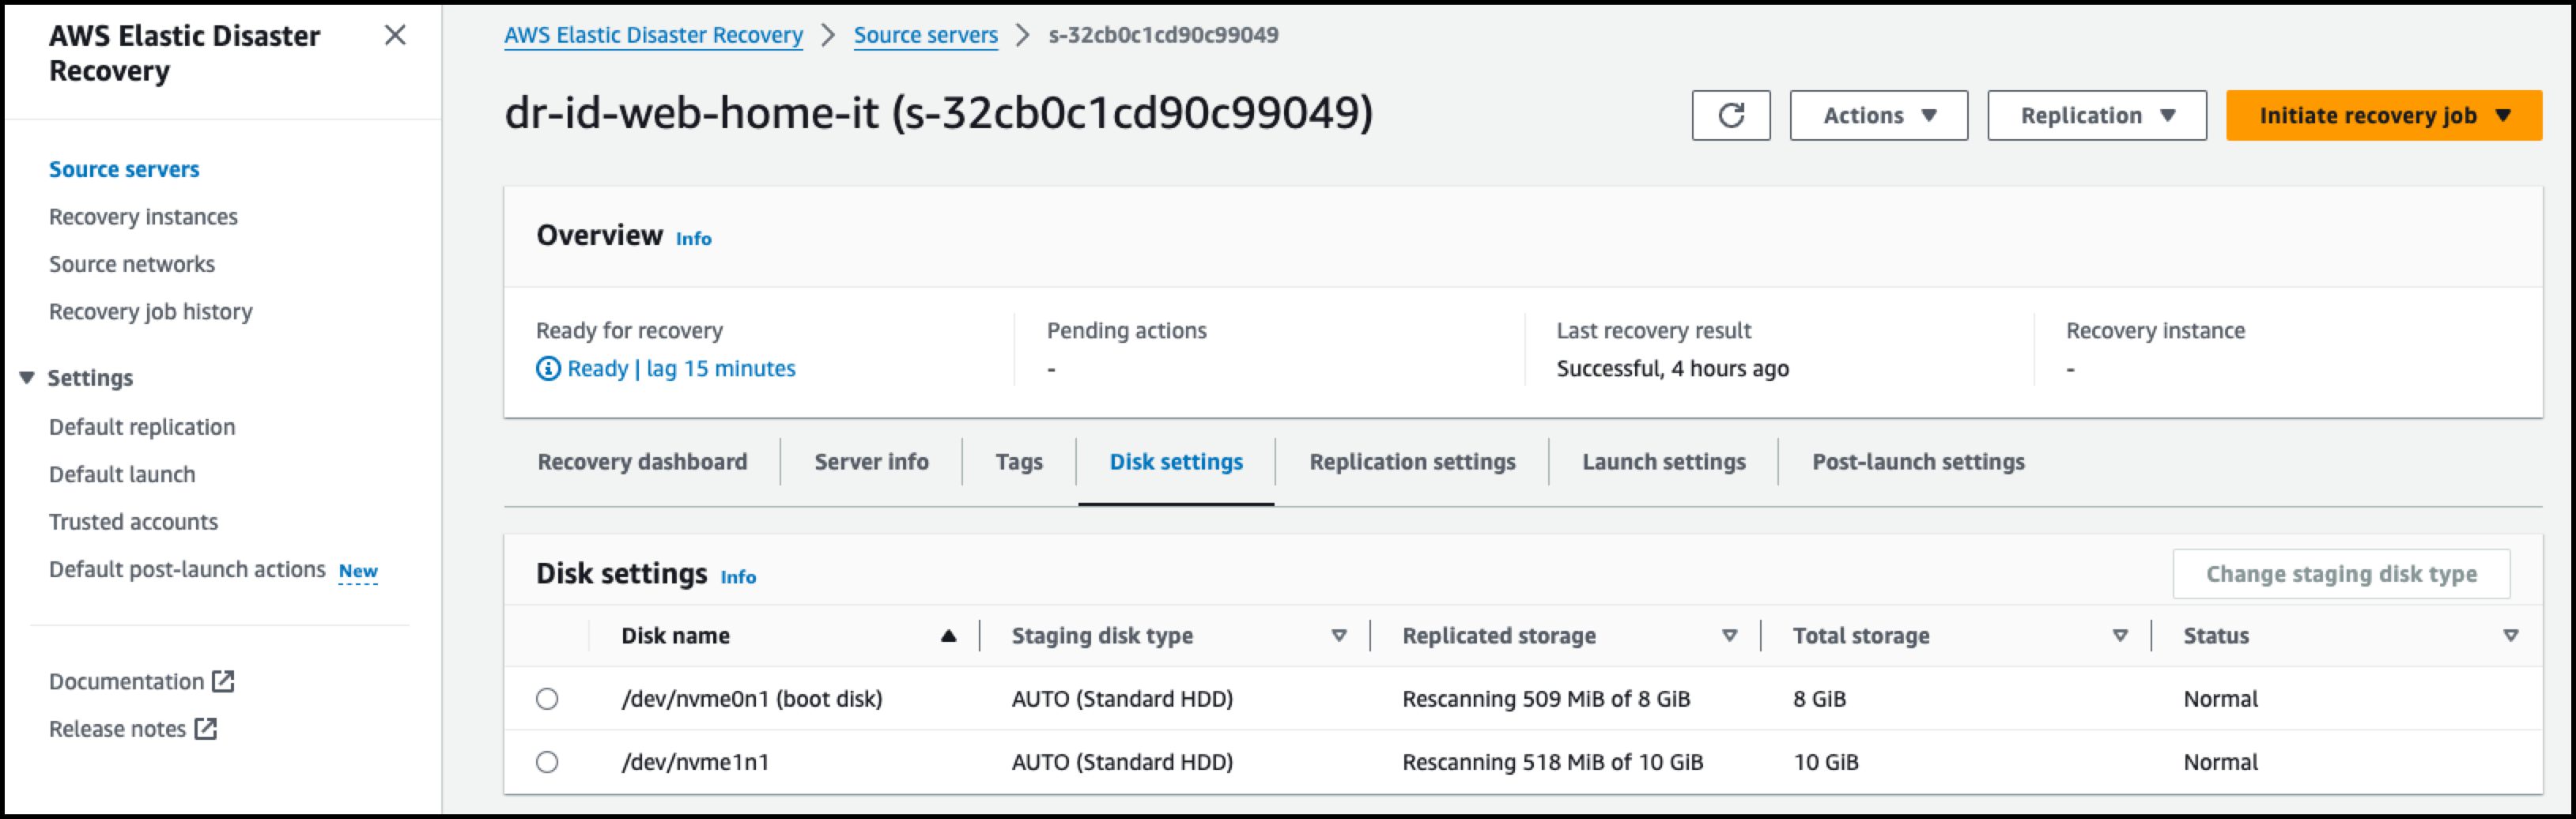 AWS Elastic Disaster
Recovery
Source servers
Recovery instances
Source networks
Recovery job history
Settings
Default replication
Default launch
Trusted accounts
Default post-launch actions New
Documentation
Release notes
AWS Elastic Disaster Recovery > Source servers > s-32cb0c1cd90c99049
dr-id-web-home-it (s-32cb0c1cd90c99049)
Actions Replication Initiate recovery job
Overview Info
Ready for recovery Pending actions Last recovery result Recovery instance
Ready | lag 15 minutes - Successful, 4 hours ago -
Recovery dashboard Server info Tags Disk settings Replication settings Launch settings Post-launch settings
Disk settings Info Change staging disk type
Disk name Staging disk type Replicated storage Total storage Status
/dev/nvme0n1 (boot disk) AUTO (Standard HDD) Rescanning 509 MiB of 8 GiB 8 GiB Normal
/dev/nvme1n1 AUTO (Standard HDD) Rescanning 518 MiB of 10 GiB 10 GiB Normal